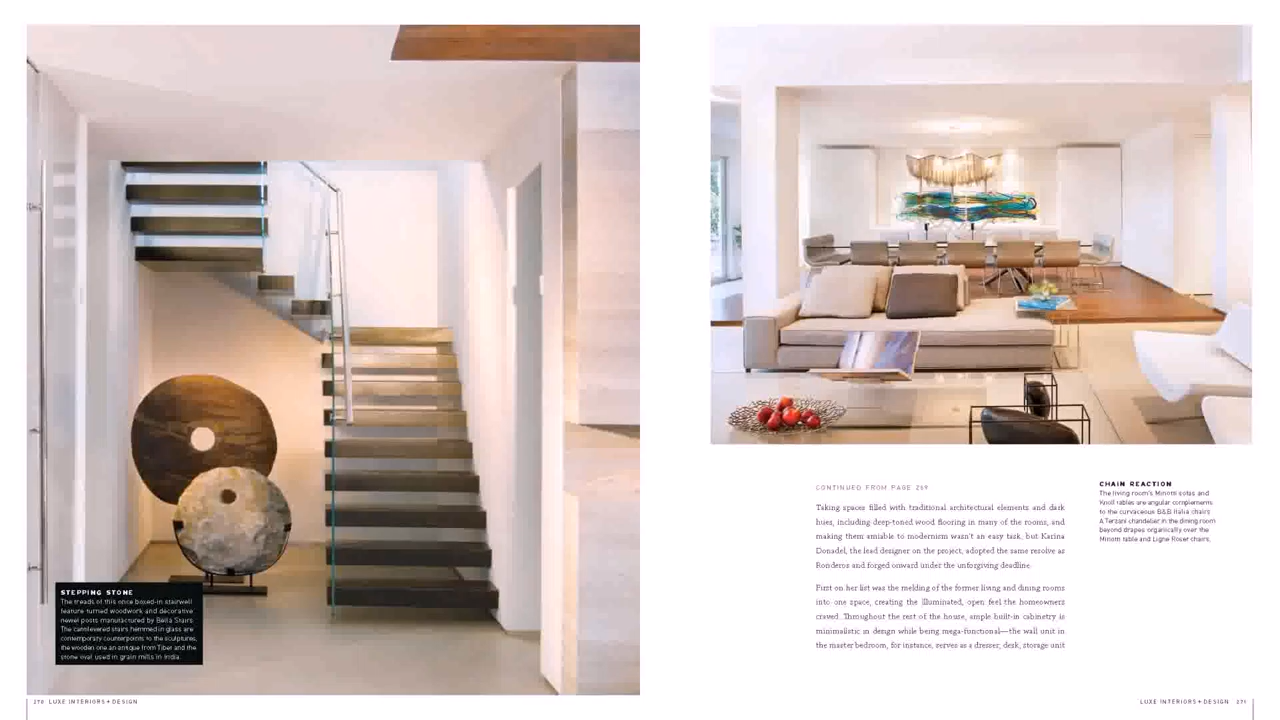 STEPPING STONE
The treads of this once boxed-in stairwell
feature turned woodwork and decorative
newel posts manufactured by Bella Stairs.
The cantilevered stairs hemmed in glass are
contemporary counterpoints to the sculptures,
the wooden one an antique from Tibet and the
stone oval used in grain mills in India.
270 LUXE INTERIORS + DESIGN
CONTINUED FROM PAGE 269
Taking spaces filled with traditional architectural elements and dark
hues, including deep-toned wood flooring in many of the rooms, and
making them amiable to modernism wasn't an easy task, but Karina
Donadel, the lead designer on the project, adopted the same resolve as
Ronderos and forged onward under the unforgiving deadline.
First on her list was the melding of the former living and dining rooms
into one space, creating the illuminated, open feel the homeowners
craved. Throughout the rest of the house, ample built-in cabinetry is
minimalistic in design while being mega-functional—the wall unit in
the master bedroom, for instance, serves as a dresser, desk, storage unit
CHAIN REACTION
The living room's Minotti sofas and
Knoll tables are angular complements
to the curvaceous B&B Italia chairs.
A Terzani chandelier in the dining room
beyond drapes organically over the
Minotti table and Ligne Roset chairs.
LUXE INTERIORS + DESIGN 271